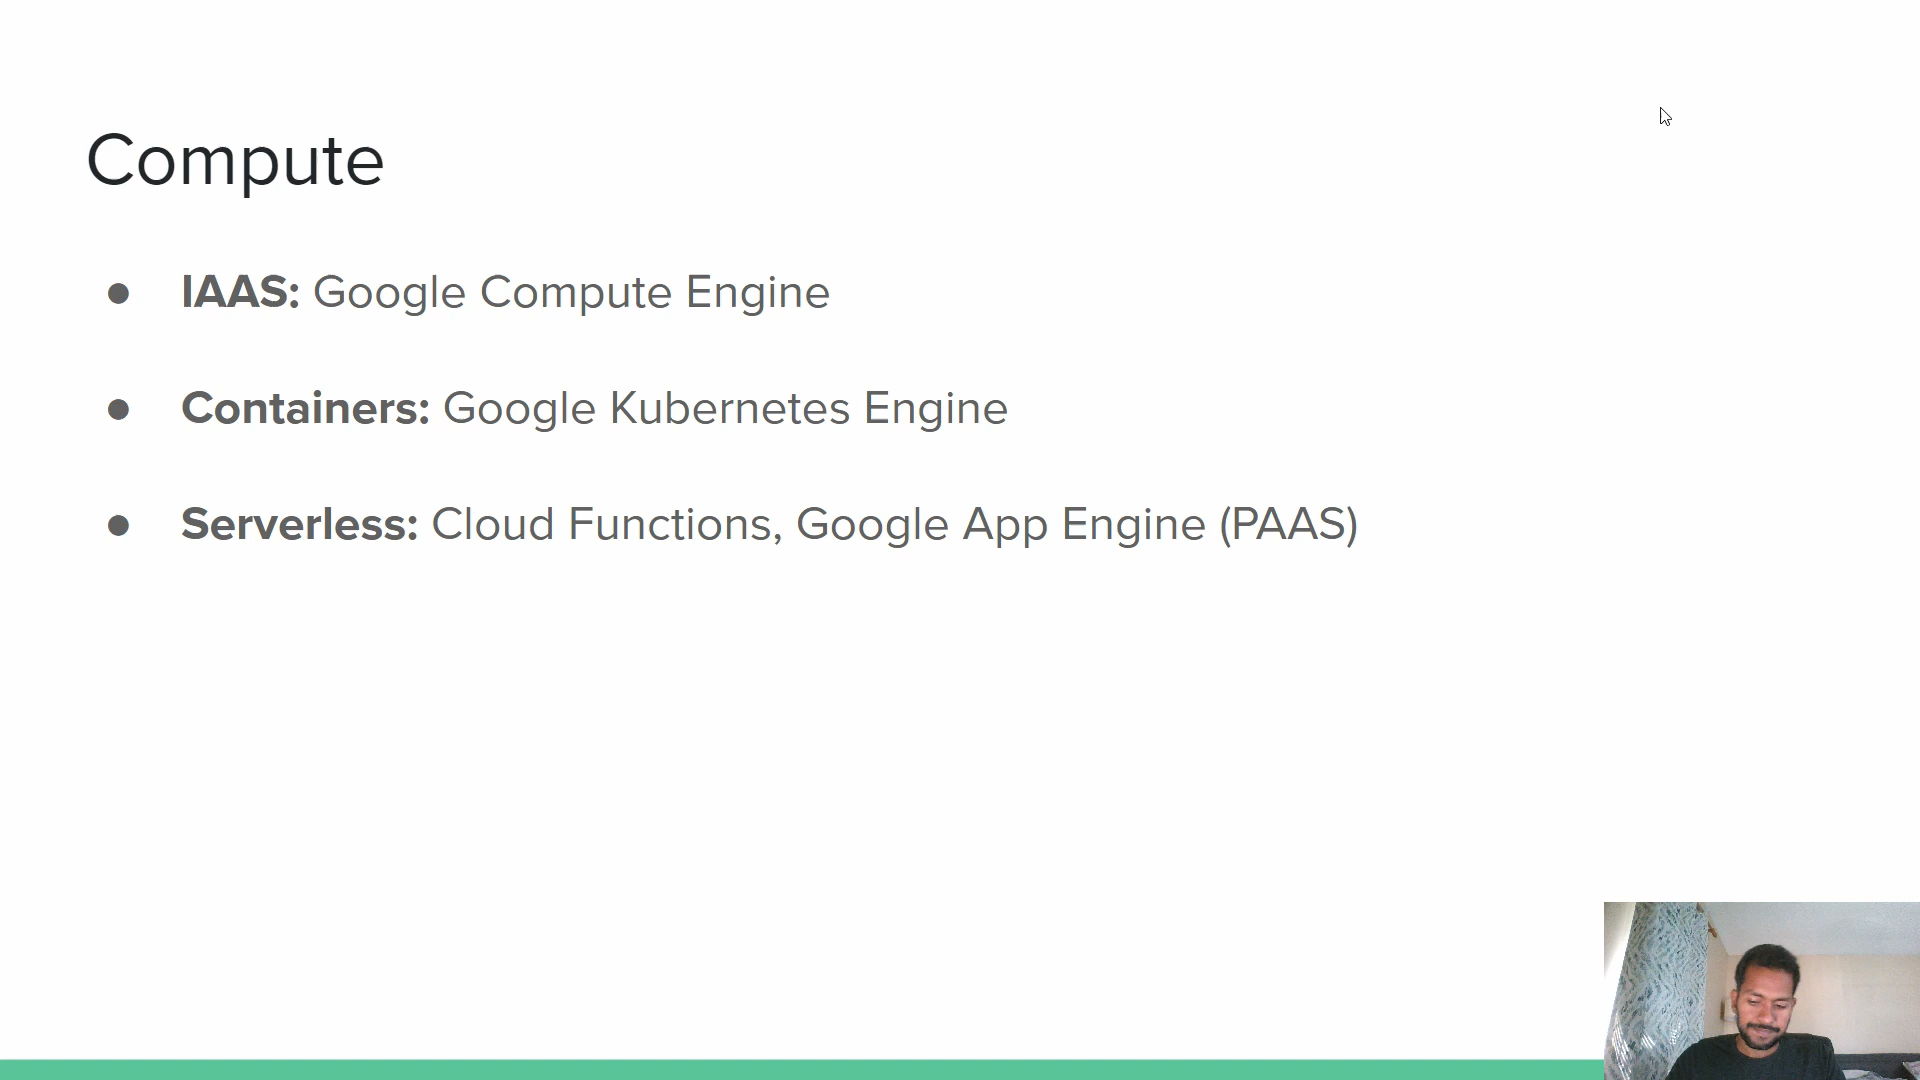 Compute
● IAAS: Google Compute Engine
● Containers: Google Kubernetes Engine
● Serverless: Cloud Functions, Google App Engine (PAAS)